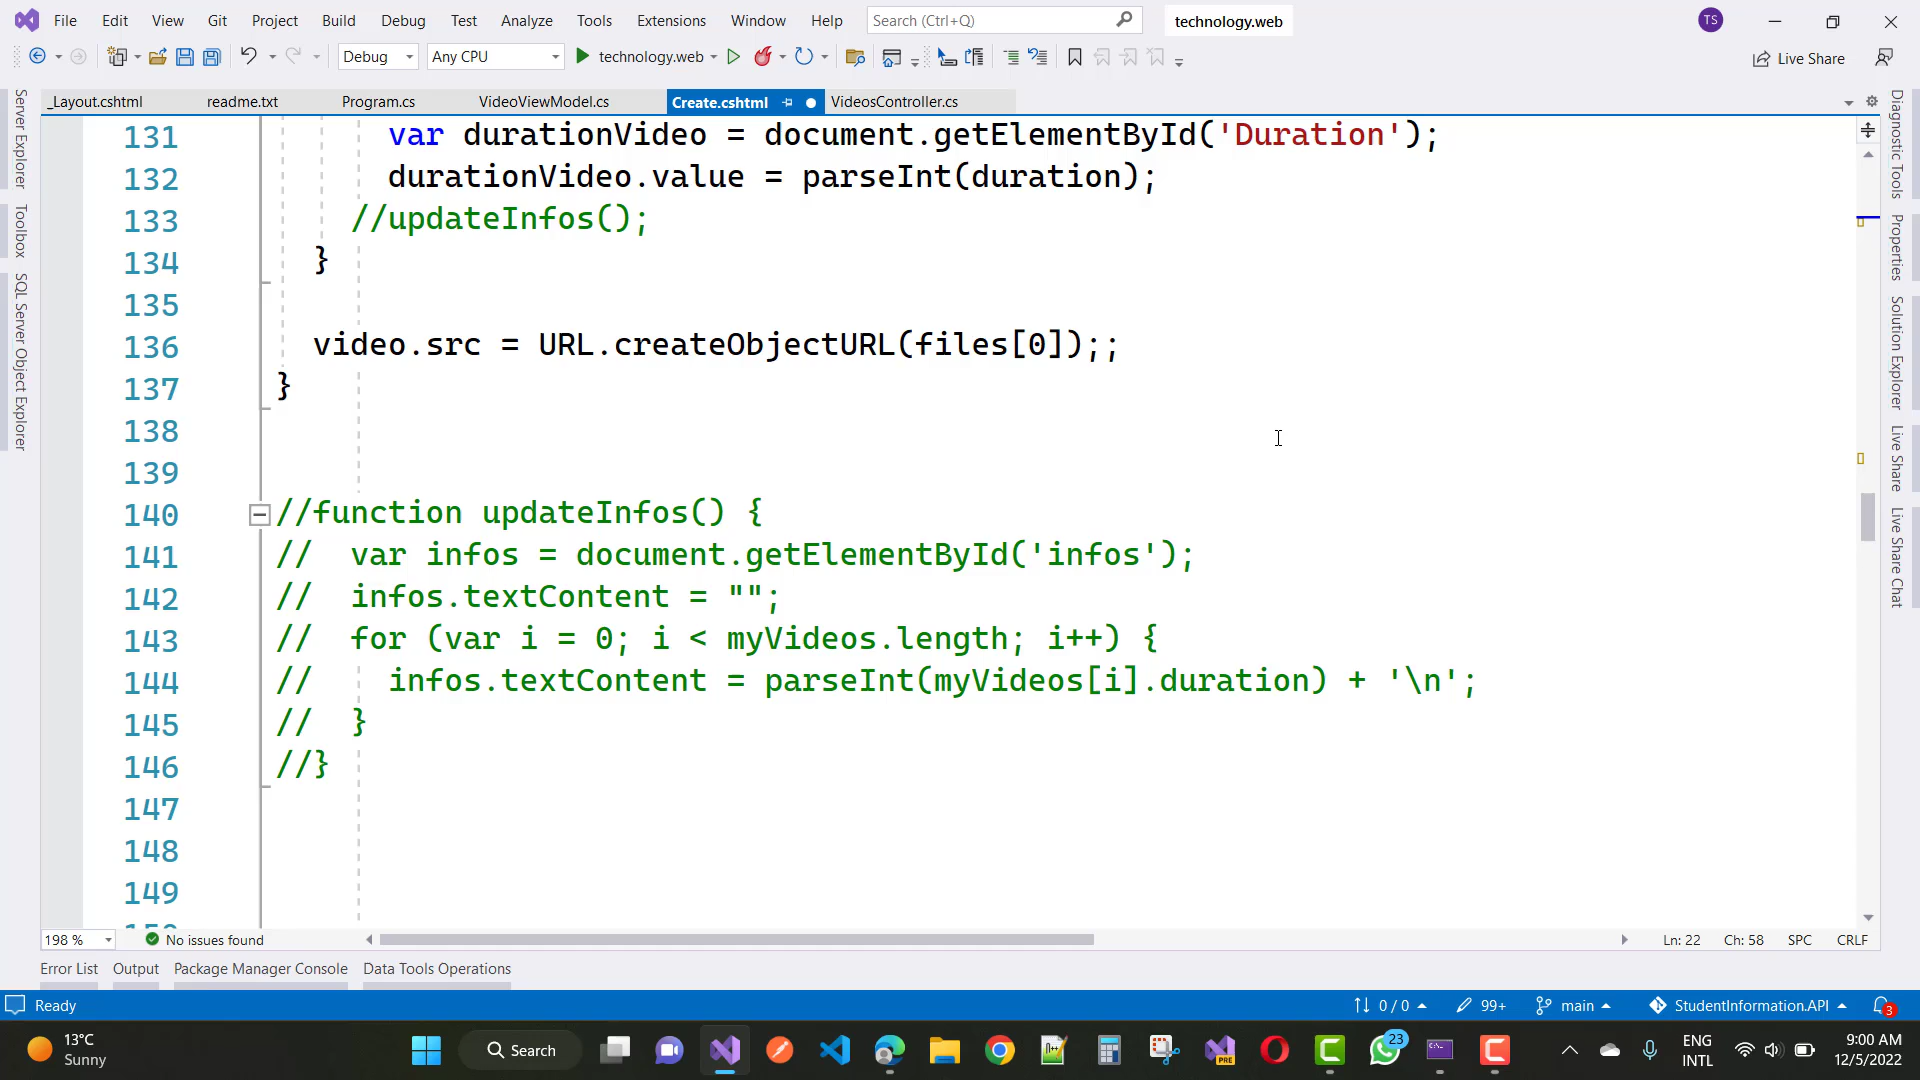 File Edit View Git Project Build Debug Test Analyze Tools Extensions Window Help Search (Ctrl+Q) technology.web TS
Debug Any CPU technology.web Live Share
_Layout.cshtml readme.txt Program.cs VideoViewModel.cs Create.cshtml VideosController.cs
Server Explorer
Toolbox
SQL Server Object Explorer
131 var durationVideo = document.getElementById('Duration');
132 durationVideo.value = parseInt(duration);
133 //updateInfos();
134 }
135
136 video.src = URL.createObjectURL(files[0]);;
137 }
138
139
140 //function updateInfos() {
141 // var infos = document.getElementById('infos');
142 // infos.textContent = "";
143 // for (var i = 0; i < myVideos.length; i++) {
144 // infos.textContent = parseInt(myVideos[i].duration) + '\n';
145 // }
146 //}
147
148
149
Diagnostic Tools
Properties
Solution Explorer
Live Share
Live Share Chat
198 % No issues found Ln: 22 Ch: 58 SPC CRLF
Error List Output Package Manager Console Data Tools Operations
Ready 0 / 0 99+ main StudentInformation.API 3
13°C
Sunny
Search
PRE
23
ENG
INTL
9:00 AM
12/5/2022